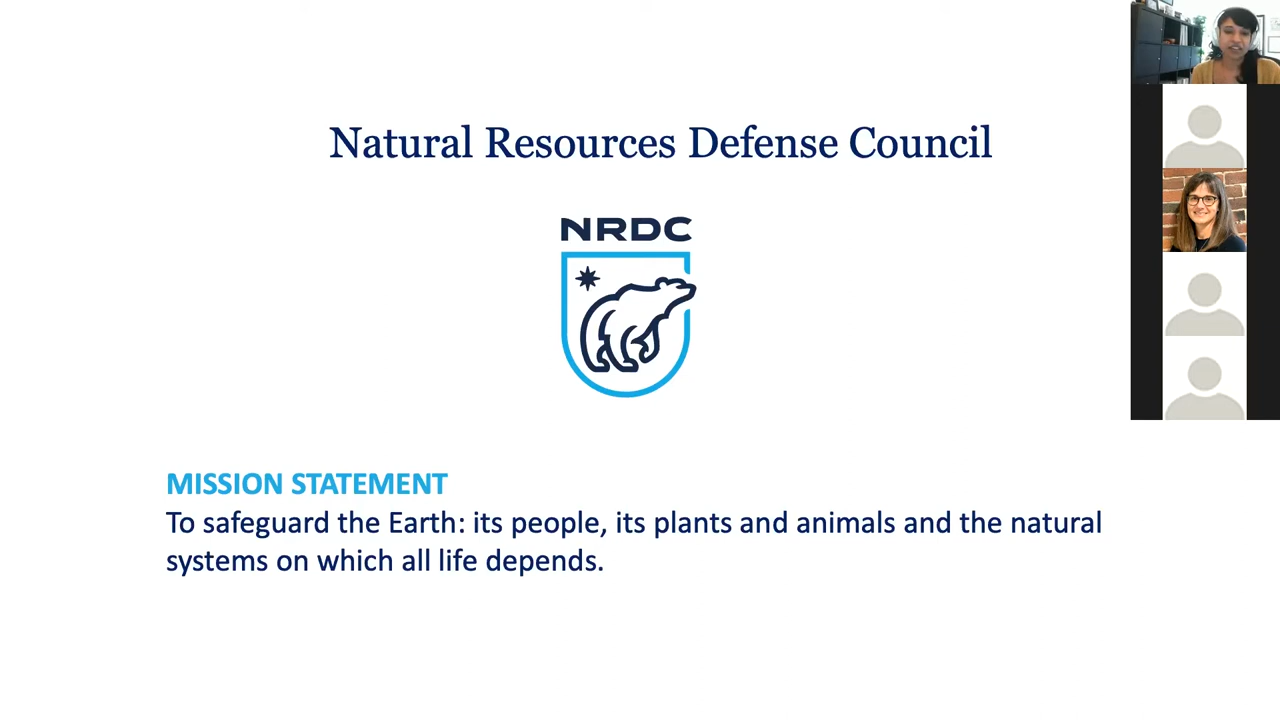 Natural Resources Defense Council
NRDC
MISSION STATEMENT
To safeguard the Earth: its people, its plants and animals and the natural
systems on which all life depends.